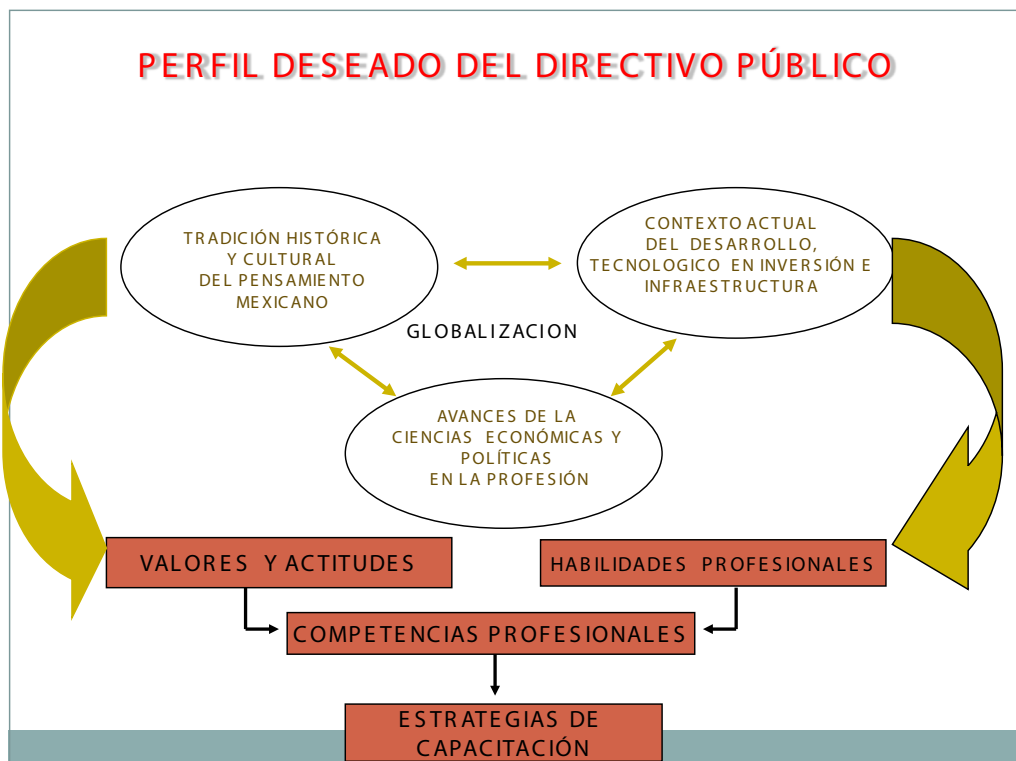 PERFIL DESEADO DEL DIRECTIVO PÚBLICO
TRADICIÓN HISTÓRICA
Y CULTURAL
DEL PENSAMIENTO
MEXICANO
CONTEXTO ACTUAL
DEL DESARROLLO,
TECNOLOGICO EN INVERSIÓN E
INFRAESTRUCTURA
GLOBALIZACION
AVANCES DE LA
CIENCIAS ECONÓMICAS Y
POLÍTICAS
EN LA PROFESIÓN
VALORES Y ACTITUDES
HABILIDADES PROFESIONALES
COMPETENCIAS PROFESIONALES
ESTRATEGIAS DE
CAPACITACIÓN